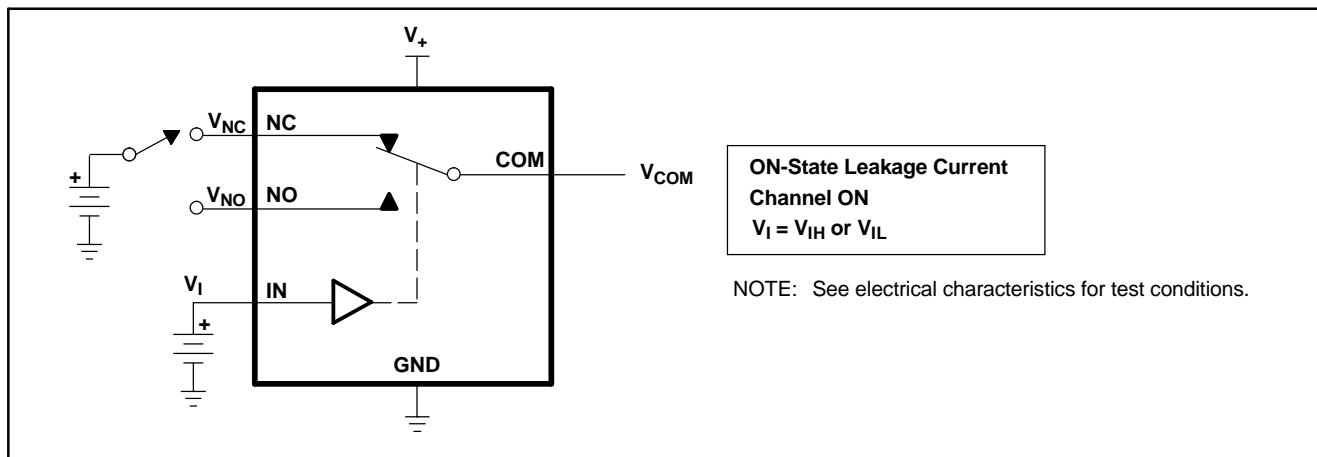 V+
VNC NC
COM
VCOM
+
VNO NO
VI IN
+
GND
ON-State Leakage Current
Channel ON
VI = VIH or VIL
NOTE: See electrical characteristics for test conditions.